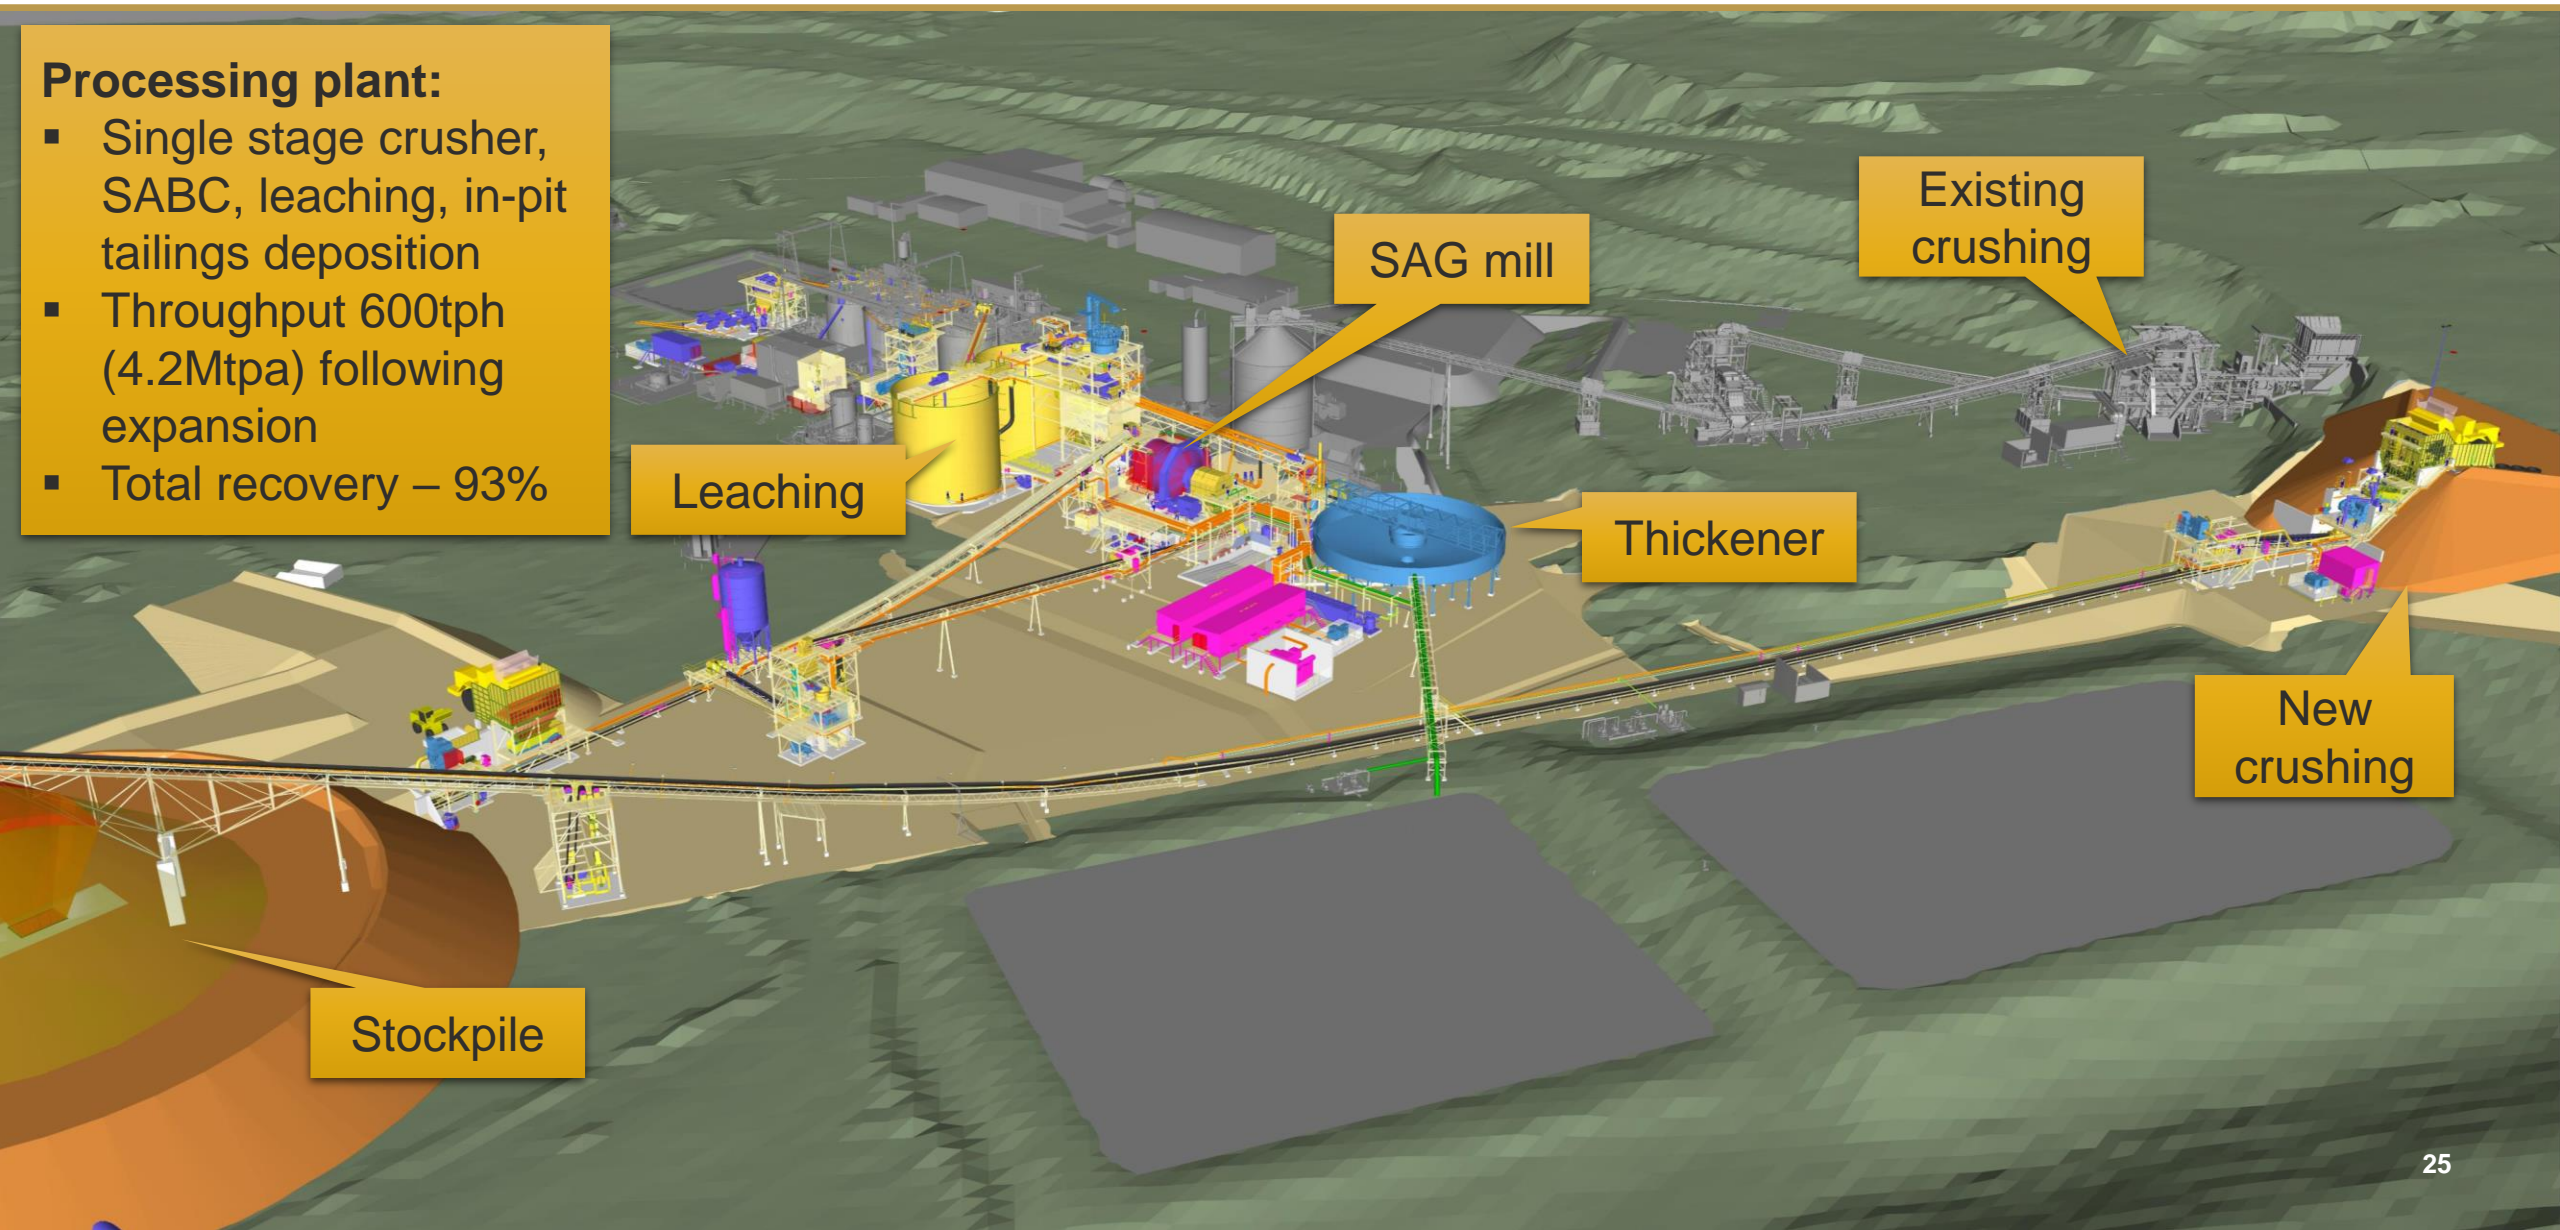 Processing plant:
▪ Single stage crusher,
SABC, leaching, in-pit
tailings deposition
▪ Throughput 600tph
(4.2Mtpa) following
expansion
▪ Total recovery – 93%
Existing
crushing
SAG mill
Leaching
Thickener
New
crushing
Stockpile
25